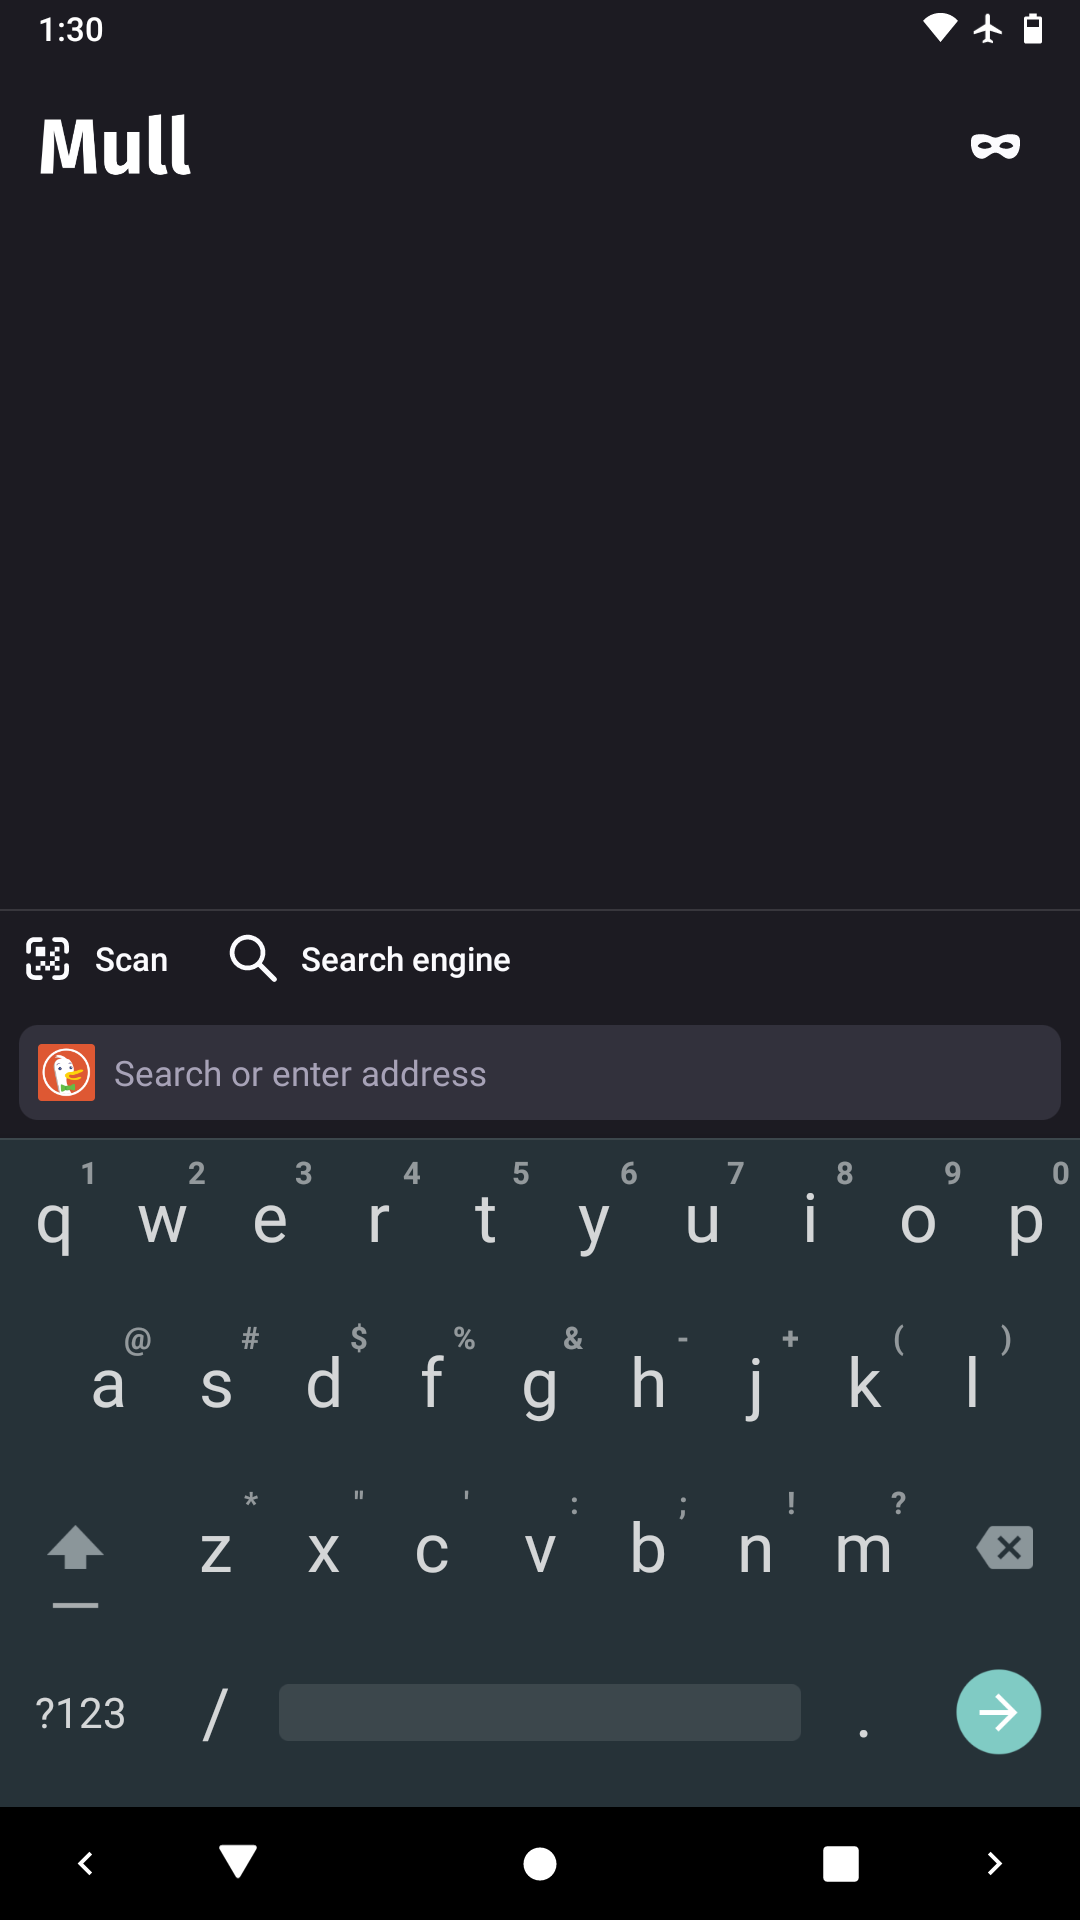 1:30
Mull
Scan Search engine
Search or enter address
1 2 3 4 5 6 7 8 9 0
q w e r t y u i o p
@ # $ % & - + ( )
a s d f g h j k l
* " ' : ; ! ?
z x c v b n m
?123 / .